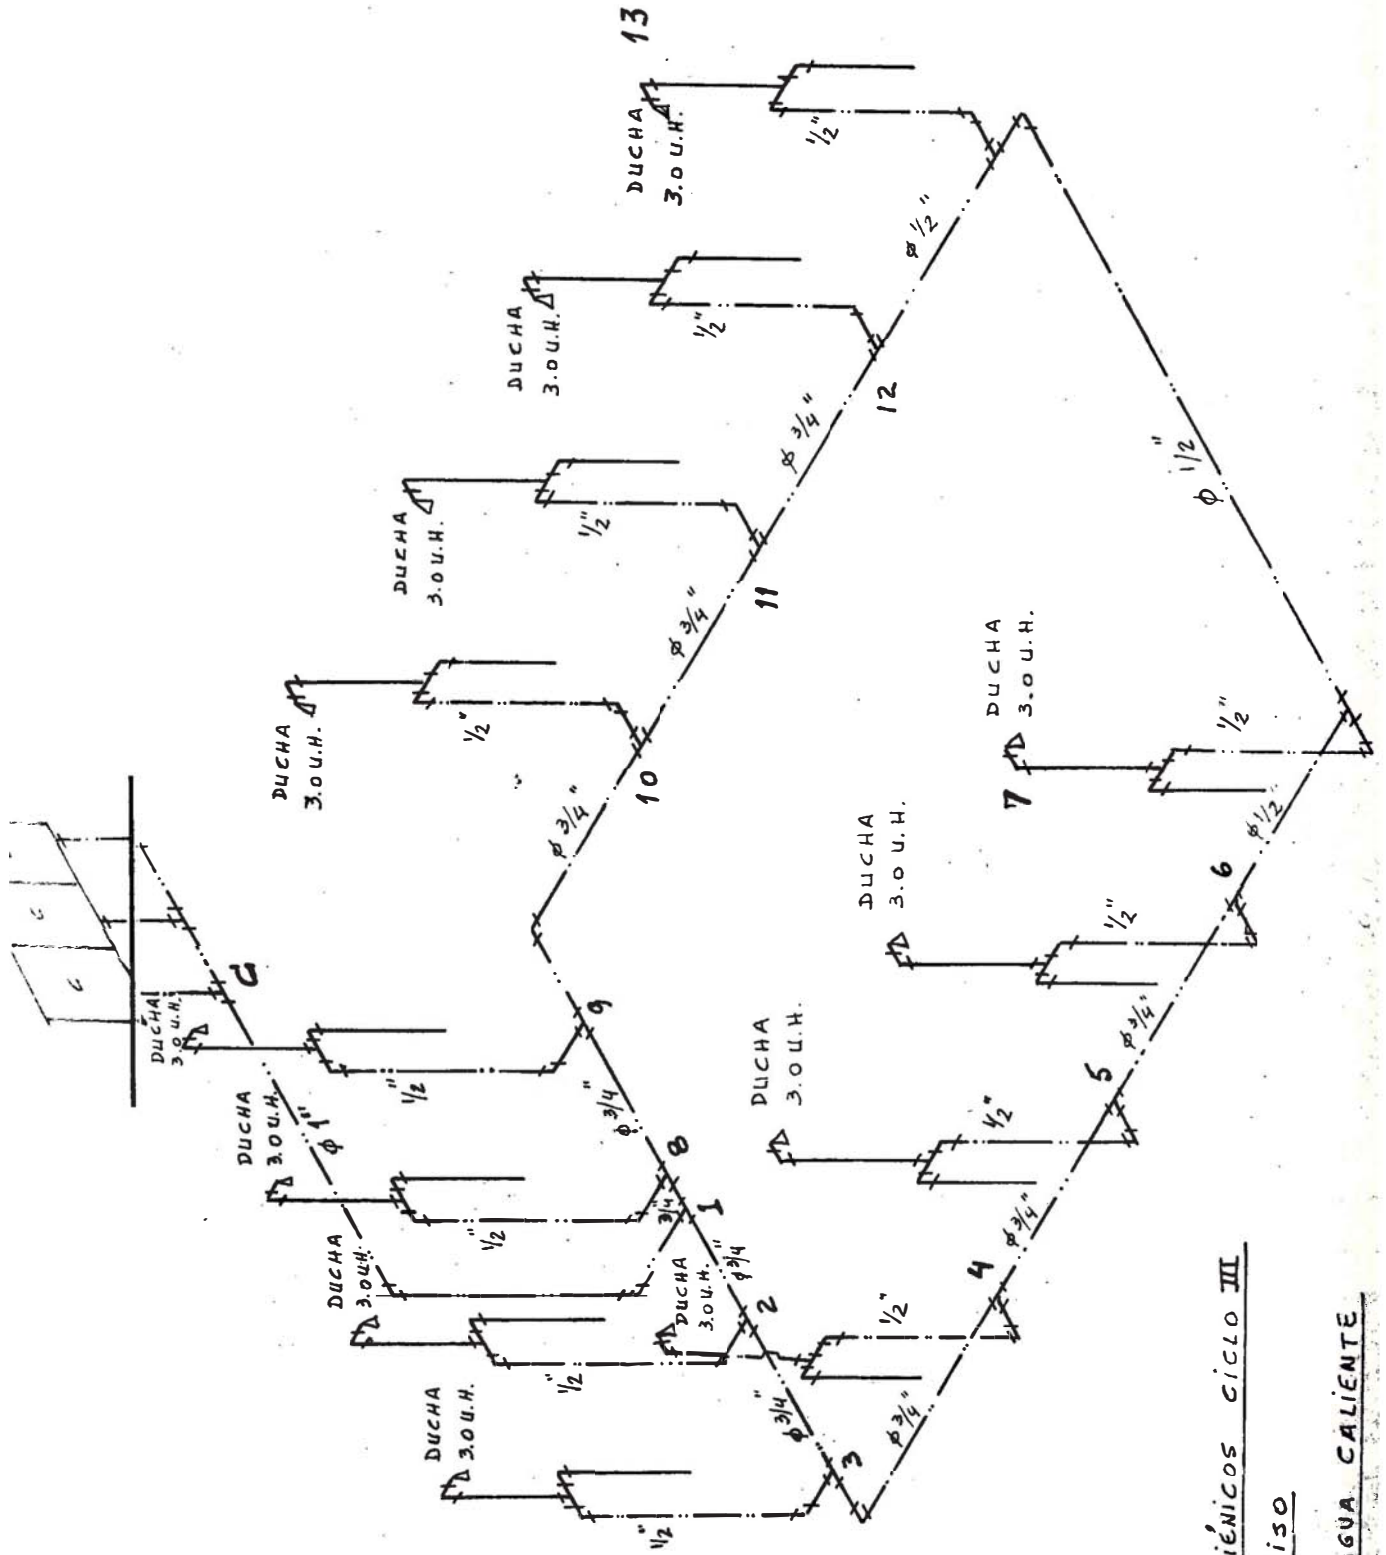 13
DUCHA
3.0 U.H.
1/2"
ø 1/2"
DUCHA
3.0 U.H.
1/2"
12
ø 3/4"
DUCHA
3.0 U.H.
1/2"
11
ø 3/4"
DUCHA
3.0 U.H.
1/2"
10
ø 3/4"
ø 1/2"
C
C
C
DUCHA
3.0 U.H.
1/2"
9
ø 3/4"
ø 1"
DUCHA
3.0 U.H.
1/2"
8
3/4"
1
ø 3/4"
DUCHA
3.0 U.H.
1/2"
2
ø 3/4"
DUCHA
3.0 U.H.
1/2"
3
ø 3/4"
DUCHA
3.0 U.H.
1/2"
4
ø 3/4"
DUCHA
3.0 U.H.
1/2"
5
ø 3/4"
DUCHA
3.0 U.H.
1/2"
6
ø 1/2"
7
DUCHA
3.0 U.H.
1/2"
IÉNICOS CICLO III
ISO
GUA CALIENTE